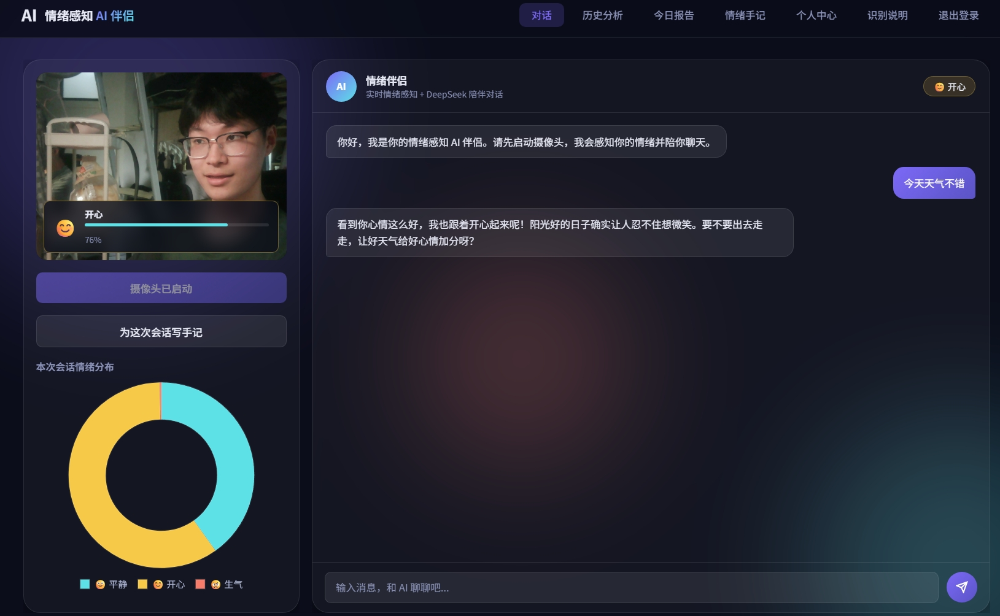 AI 情绪感知 AI 伴侣
对话 历史分析 今日报告 情绪手记 个人中心 识别说明 退出登录
开心
76%
摄像头已启动
为这次会话写手记
本次会话情绪分布
平静 开心 生气
AI
情绪伴侣
实时情绪感知 + DeepSeek 陪伴对话
开心
你好，我是你的情绪感知 AI 伴侣。请先启动摄像头，我会感知你的情绪并陪你聊天。
今天天气不错
看到你心情这么好，我也跟着开心起来呢！阳光好的日子确实让人忍不住想微笑。要不要出去走
走，让好天气给好心情加分呀？
输入消息，和 AI 聊聊吧...